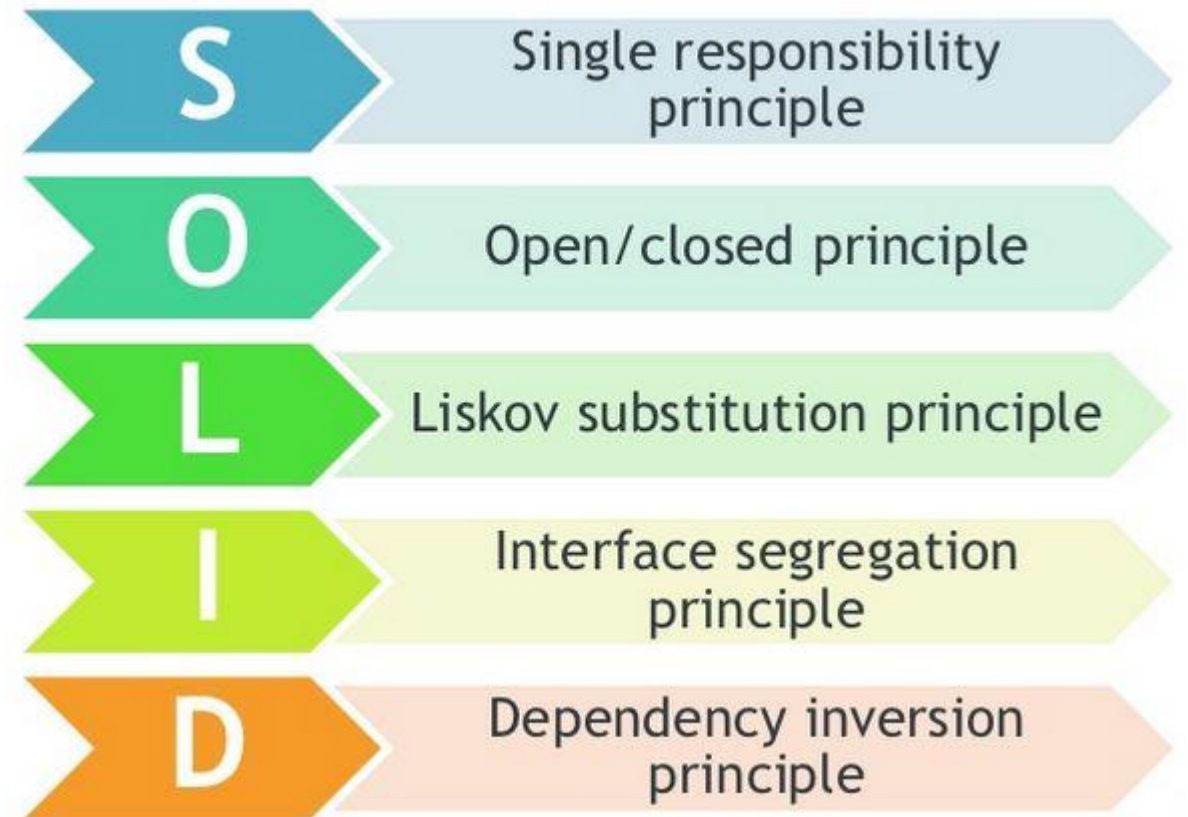 S
Single responsibility
principle
O
Open/closed principle
L
Liskov substitution principle
I
Interface segregation
principle
D
Dependency inversion
principle